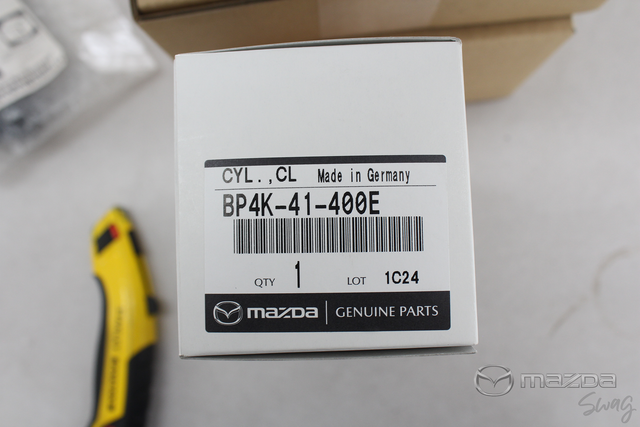 CYL.,CL Made in Germany
BP4K-41-400E
QTY 1 LOT 1C24
mazda GENUINE PARTS
mazda
Swag